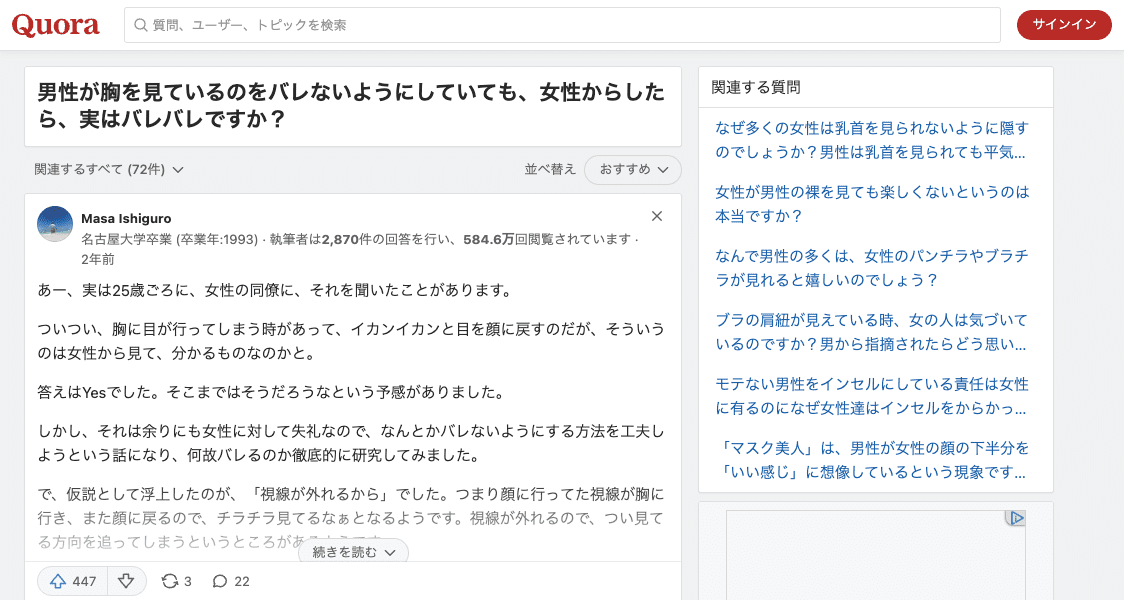 Quora
質問、ユーザー、トピックを検索
サインイン
男性が胸を見ているのをバレないようにしていても、女性からした
ら、実はバレバレですか？
関連するすべて (72件)
並べ替え
おすすめ
Masa Ishiguro
名古屋大学卒業 (卒業年:1993) · 執筆者は2,870件の回答を行い、584.6万回閲覧されています ·
2年前
あー、実は25歳ごろに、女性の同僚に、それを聞いたことがあります。
ついつい、胸に目が行ってしまう時があって、イカンイカンと目を顔に戻すのだが、そういう
のは女性から見て、分かるものなのかと。
答えはYesでした。そこまではそうだろうなという予感がありました。
しかし、それは余りにも女性に対して失礼なので、なんとかバレないようにする方法を工夫し
ようという話になり、何故バレるのか徹底的に研究してみました。
で、仮説として浮上したのが、「視線が外れるから」でした。つまり顔に行ってた視線が胸に
行き、また顔に戻るので、チラチラ見てるなぁとなるようです。視線が外れるので、つい見て
る方向を追ってしまうというところがあ
続きを読む
447
3
22
関連する質問
なぜ多くの女性は乳首を見られないように隠す
のでしょうか？男性は乳首を見られても平気...
女性が男性の裸を見ても楽しくないというのは
本当ですか？
なんで男性の多くは、女性のパンチラやブラチ
ラが見れると嬉しいのでしょう？
ブラの肩紐が見えている時、女の人は気づいて
いるのですか？男から指摘されたらどう思い...
モテない男性をインセルにしている責任は女性
に有るのになぜ女性達はインセルをからかっ...
「マスク美人」は、男性が女性の顔の下半分を
「いい感じ」に想像しているという現象です...